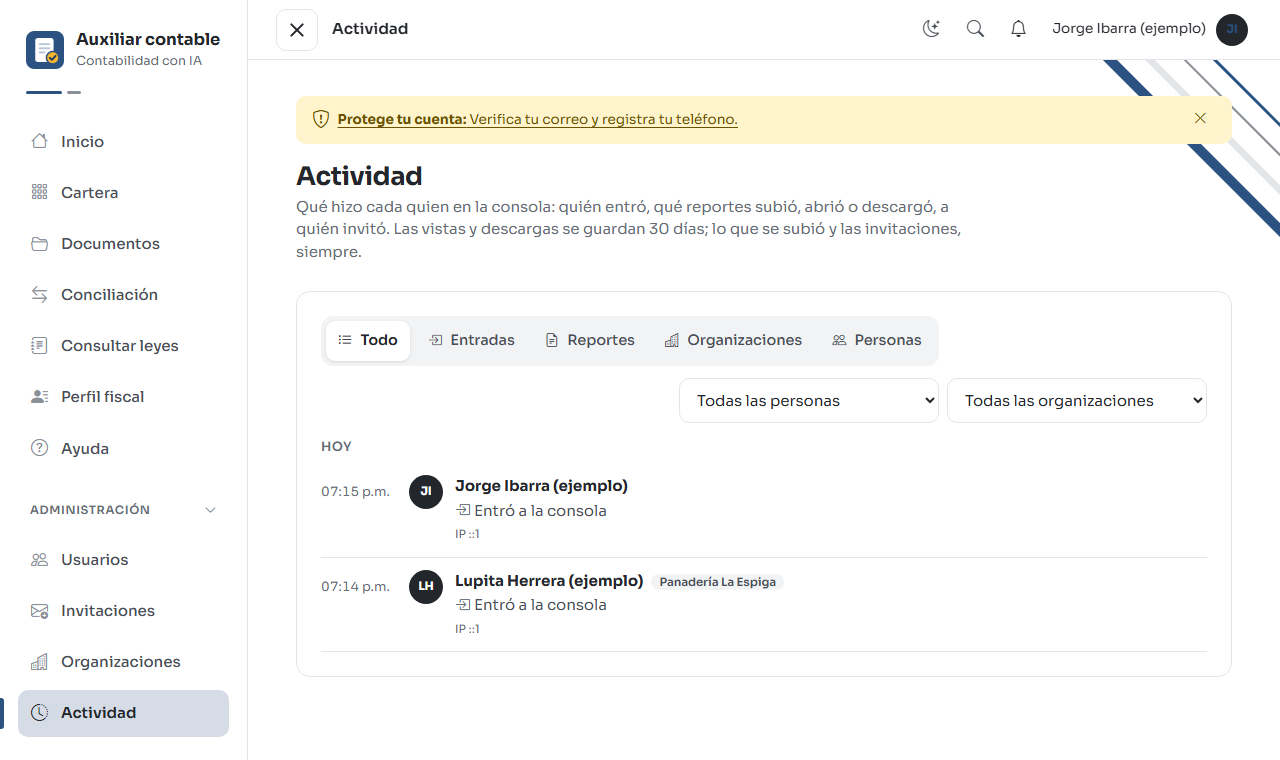 Auxiliar contable
Contabilidad con IA
Inicio
Cartera
Documentos
Conciliación
Consultar leyes
Perfil fiscal
Ayuda
ADMINISTRACIÓN
Usuarios
Invitaciones
Organizaciones
Actividad
Actividad
Jorge Ibarra (ejemplo)
JI
Protege tu cuenta: Verifica tu correo y registra tu teléfono.
Actividad
Qué hizo cada quien en la consola: quién entró, qué reportes subió, abrió o descargó, a
quién invitó. Las vistas y descargas se guardan 30 días; lo que se subió y las invitaciones,
siempre.
Todo
Entradas
Reportes
Organizaciones
Personas
Todas las personas
Todas las organizaciones
HOY
07:15 p.m.
JI
Jorge Ibarra (ejemplo)
Entró a la consola
IP ::1
07:14 p.m.
LH
Lupita Herrera (ejemplo)
Panadería La Espiga
Entró a la consola
IP ::1